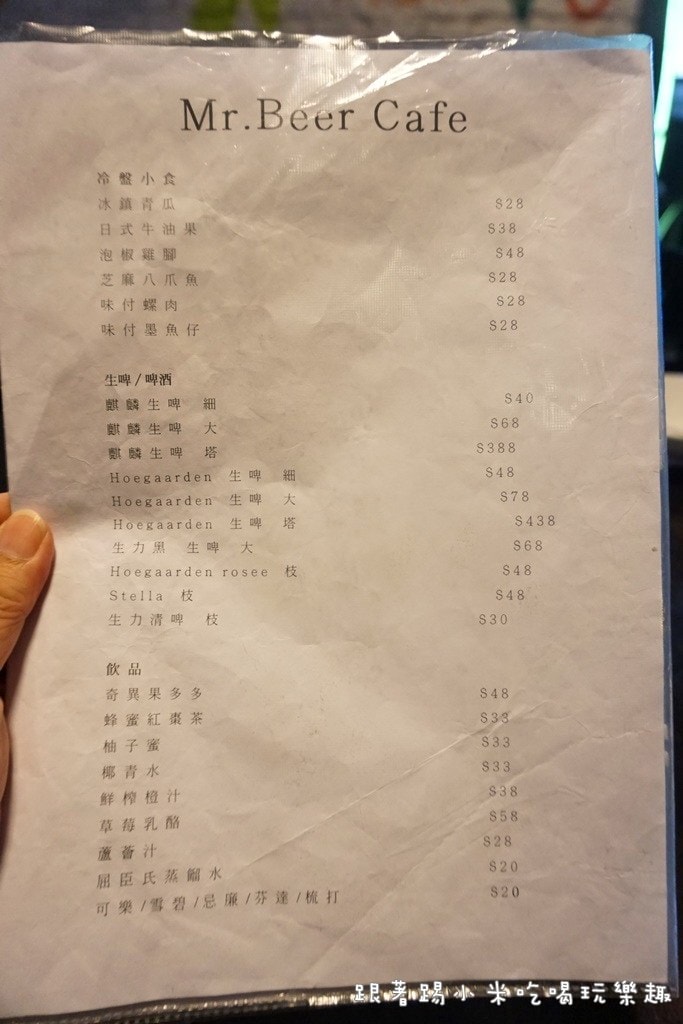 Mr.Beer Cafe
冷盤小食
冰鎮青瓜 $28
日式牛油果 $38
泡椒雞腳 $48
芝麻八爪魚 $28
味付螺肉 $28
味付墨魚仔 $28
生啤/啤酒
麒麟生啤 細 $40
麒麟生啤 大 $68
麒麟生啤 塔 $388
Hoegaarden 生啤 細 $48
Hoegaarden 生啤 大 $78
Hoegaarden 生啤 塔 $438
生力黑 生啤 大 $68
Hoegaarden rosee 枝 $48
Stella 枝 $48
生力清啤 枝 $30
飲品
奇異果多多 $48
蜂蜜紅棗茶 $33
柚子蜜 $33
椰青水 $33
鮮榨橙汁 $38
草莓乳酪 $58
蘆薈汁 $28
屈臣氏蒸餾水 $20
可樂/雪碧/忌廉/芬達/梳打 $20
跟著踢小米吃喝玩樂趣